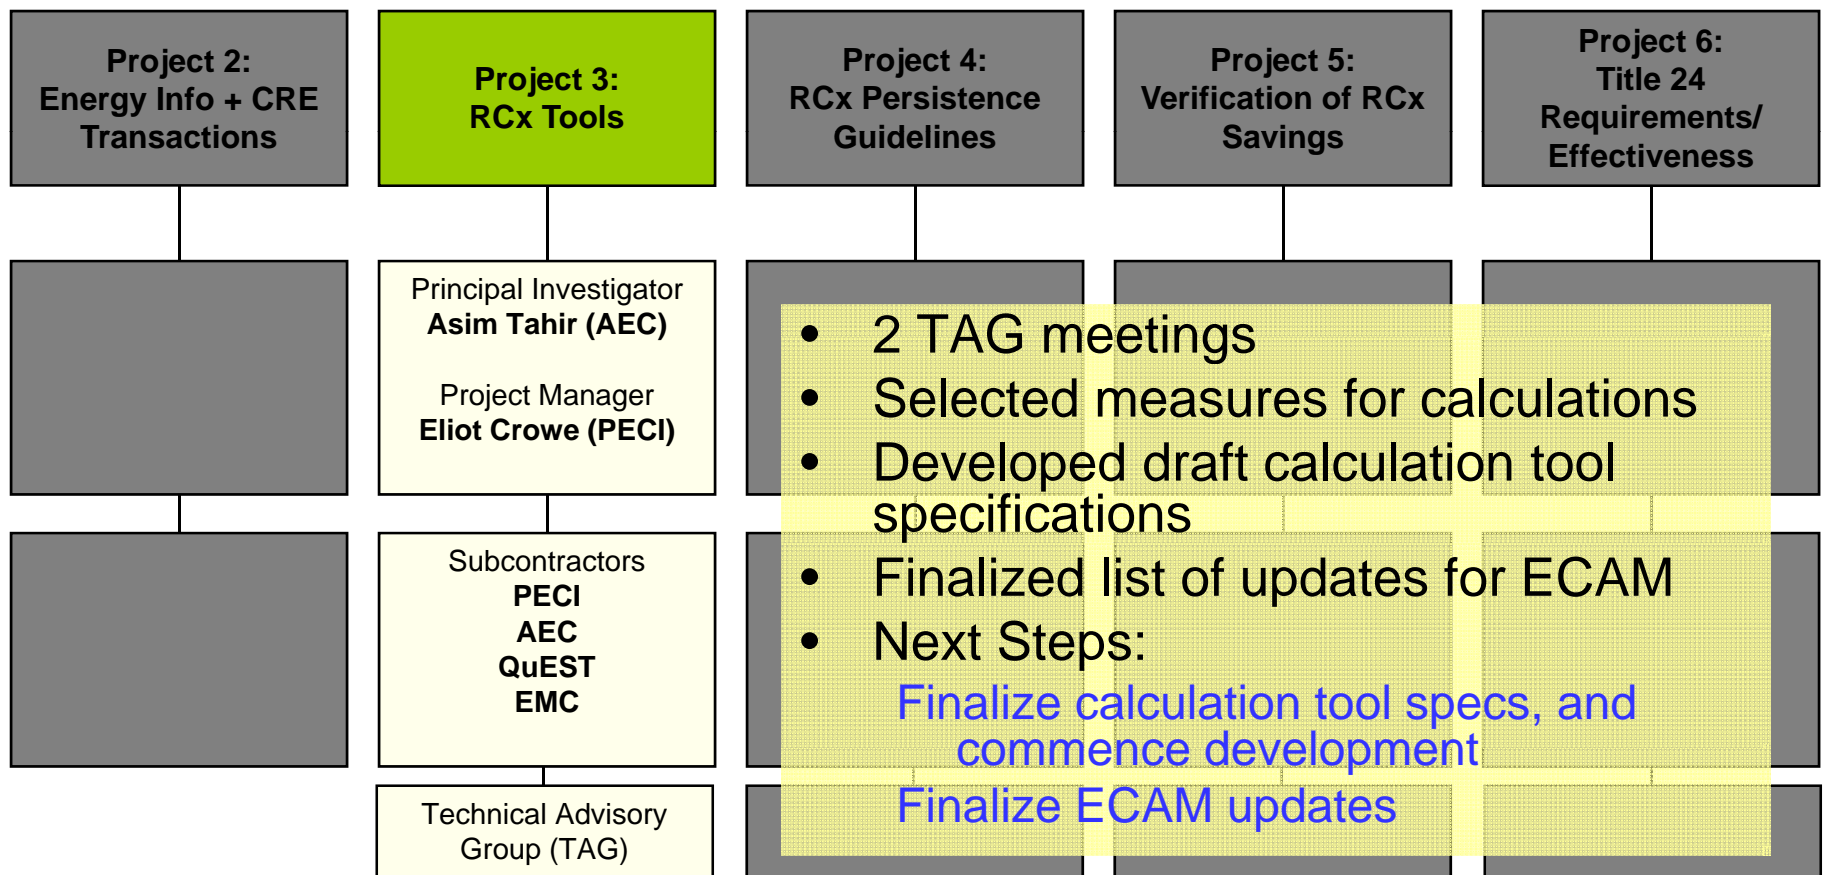 Project 2:
Energy Info + CRE
Transactions
Project 3:
RCx Tools
Project 4:
RCx Persistence
Guidelines
Project 5:
Verification of RCx
Savings
Project 6:
Title 24
Requirements/
Effectiveness
Principal Investigator
Asim Tahir (AEC)
Project Manager
Eliot Crowe (PECI)
Subcontractors
PECI
AEC
QuEST
EMC
Technical Advisory
Group (TAG)
• 2 TAG meetings
• Selected measures for calculations
• Developed draft calculation tool
specifications
• Finalized list of updates for ECAM
• Next Steps:
Finalize calculation tool specs, and
commence development
Finalize ECAM updates